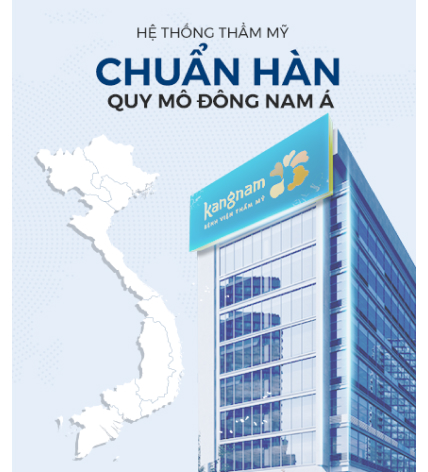 HỆ THỐNG THẨM MỸ
CHUẨN HÀN
QUY MÔ ĐÔNG NAM Á
kangnam
BỆNH VIỆN THẨM MỸ